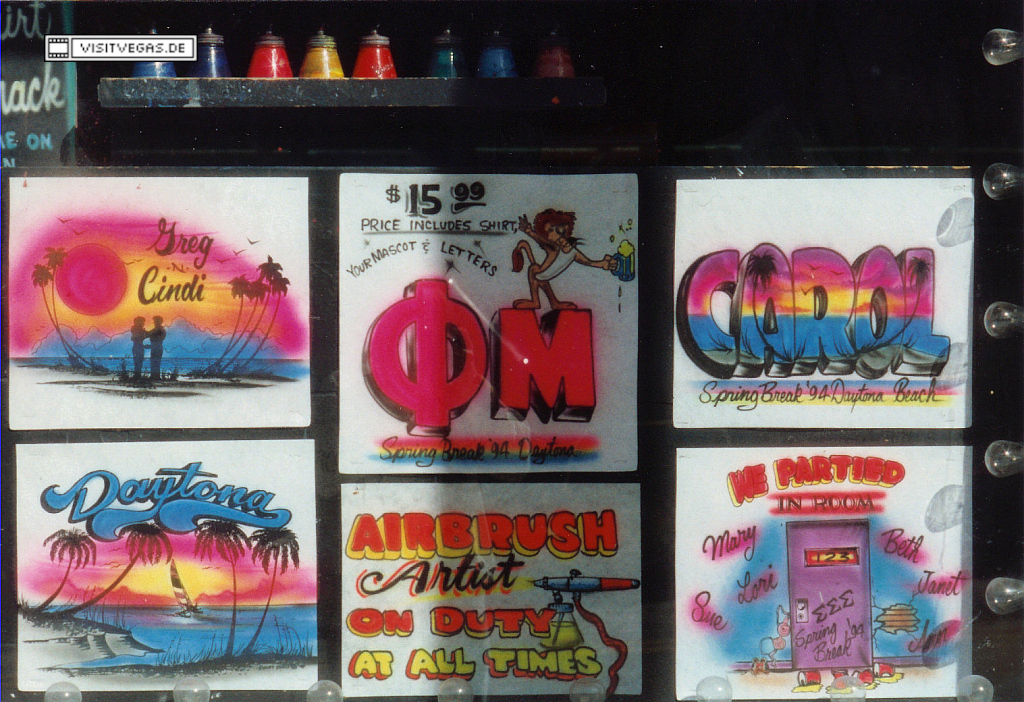 irt
VISITVEGAS.DE
ack
E ON
Greg
-N-
Cindi
$15.99
PRICE INCLUDES SHIRT,
YOUR MASCOT & LETTERS
ΦM
Spring Break '94 Daytona
CAROL
Spring Break '94 Daytona Beach
Daytona
AIRBRUSH
Artist
ON DUTY
AT ALL TIMES
WE PARTIED
IN ROOM
123
Mary
Beth
Lori
Janet
Sue
Ann
ΣΣΣ
Spring
Break '94